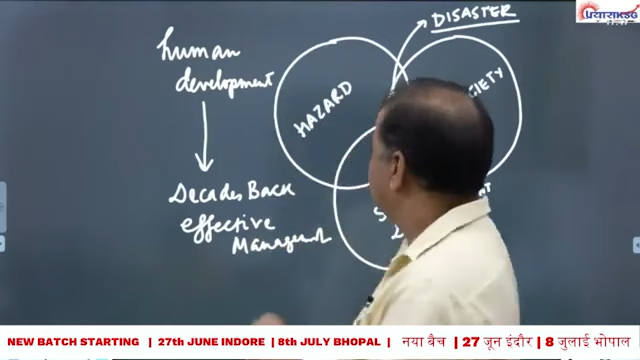 DISASTER
human
development
HAZARD
Decades Back
effective
Management
NEW BATCH STARTING | 27th JUNE INDORE | 8th JULY BHOPAL | नया बैच | 27 जून इंदौर | 8 जुलाई भोपाल